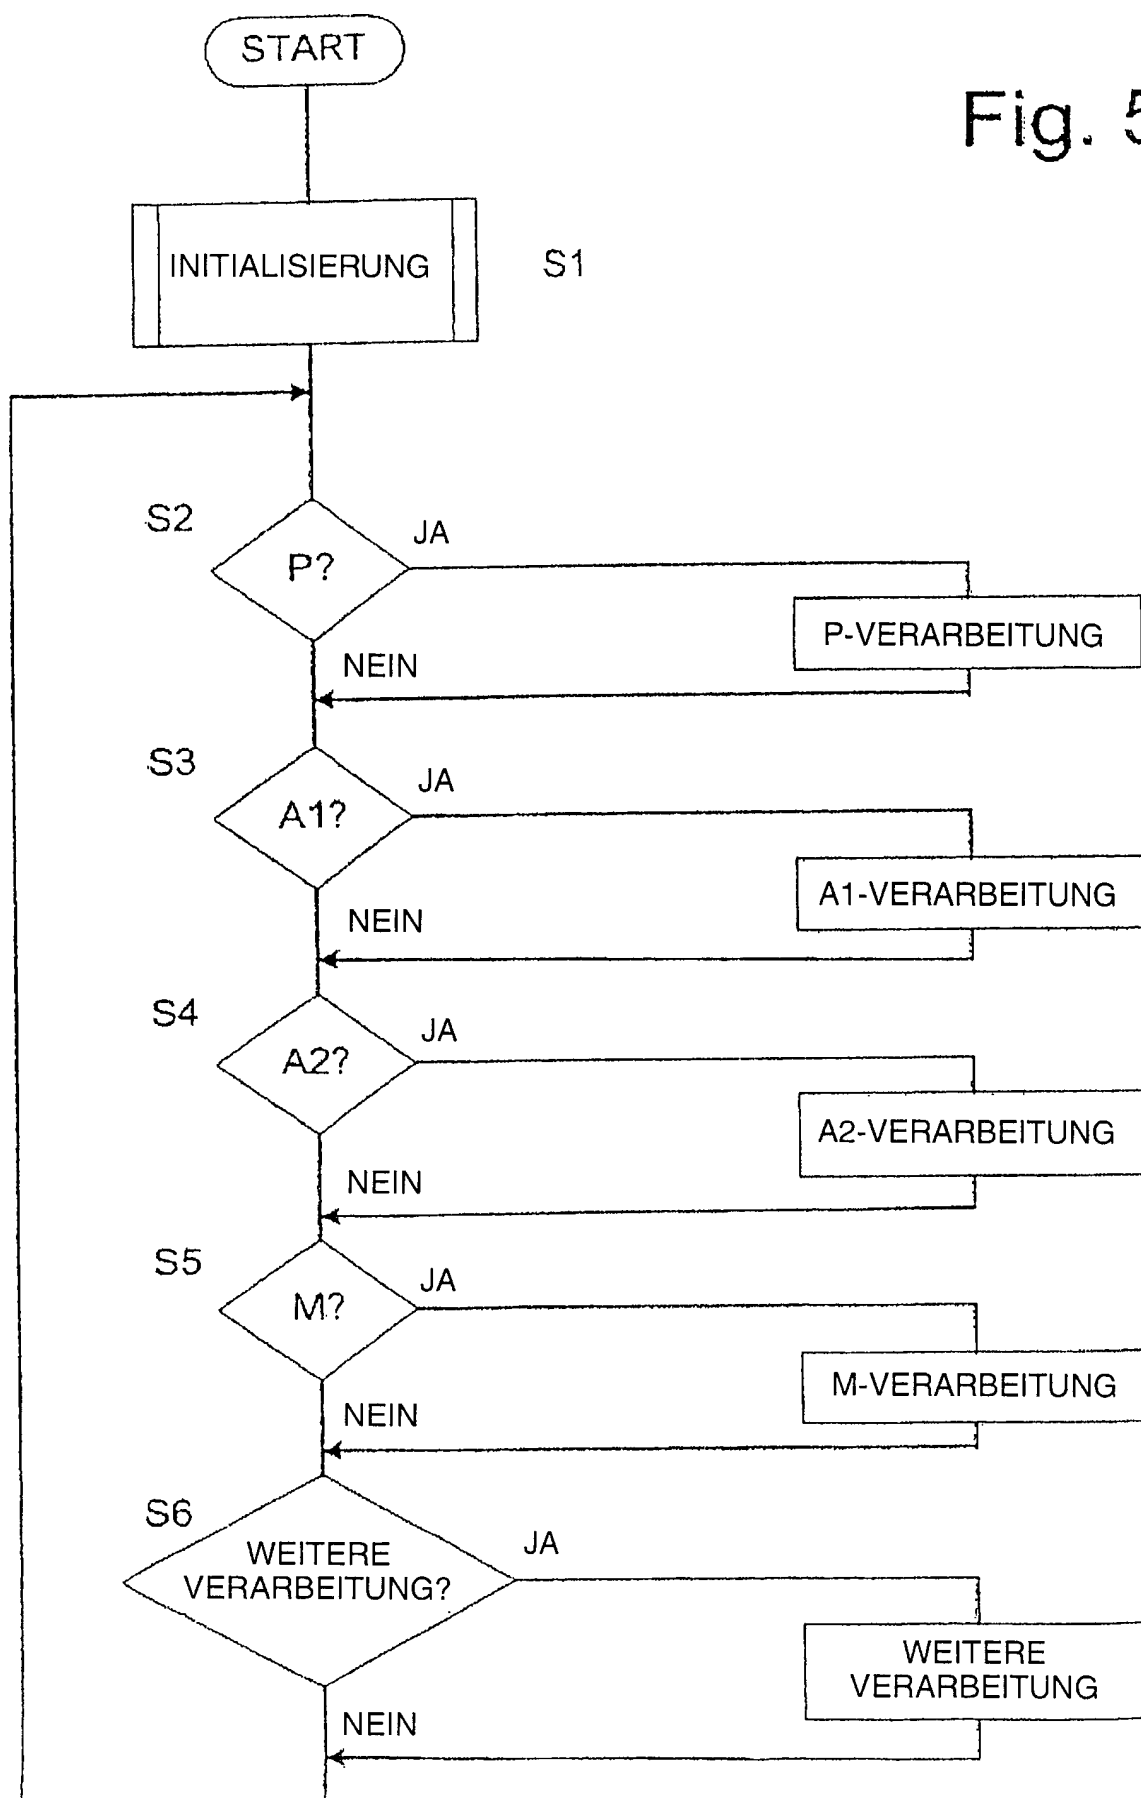 START
Fig. 5
INITIALISIERUNG
S1
S2
P?
JA
P-VERARBEITUNG
NEIN
S3
A1?
JA
A1-VERARBEITUNG
NEIN
S4
A2?
JA
A2-VERARBEITUNG
NEIN
S5
M?
JA
M-VERARBEITUNG
NEIN
S6
WEITERE
VERARBEITUNG?
JA
WEITERE
VERARBEITUNG
NEIN